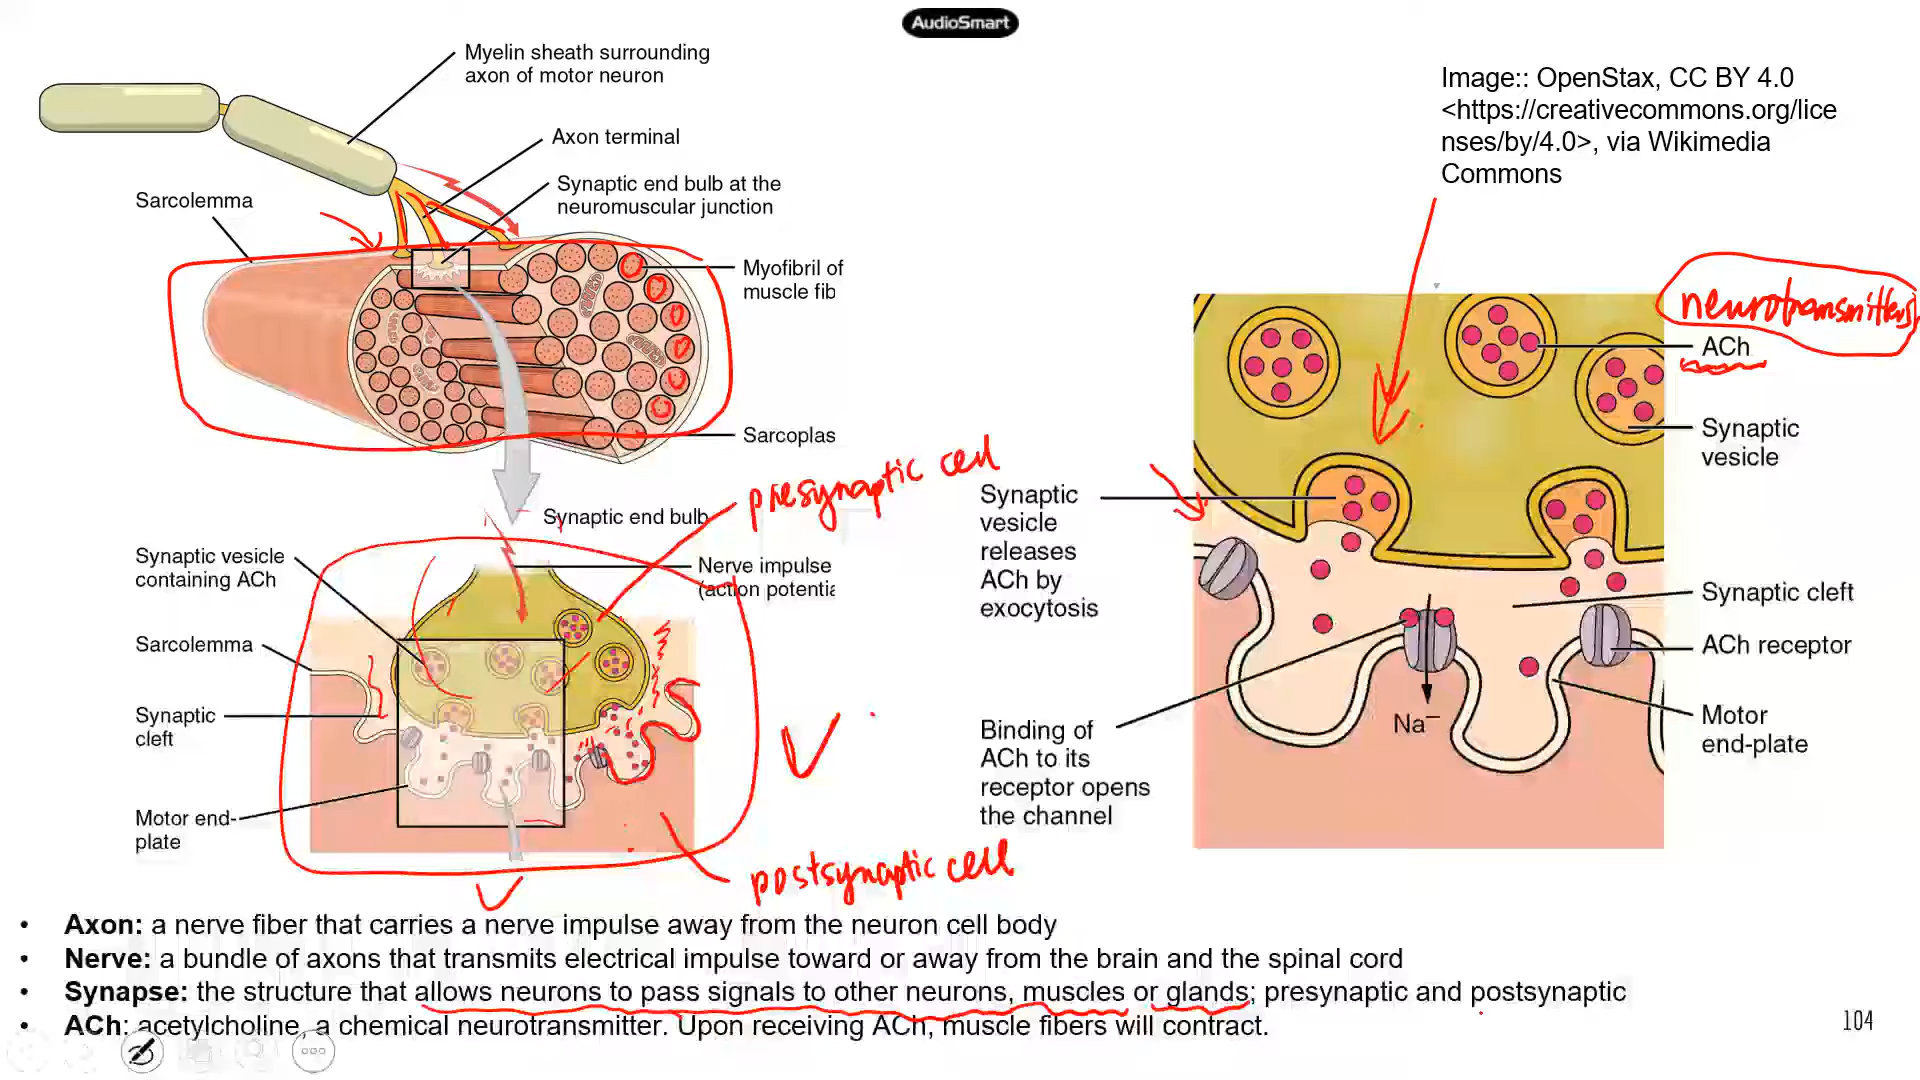 AudioSmart
Myelin sheath surrounding
axon of motor neuron
Axon terminal
Synaptic end bulb at the
neuromuscular junction
Sarcolemma
Myofibril of
muscle fib
Sarcoplas
Image:: OpenStax, CC BY 4.0
<https://creativecommons.org/lice
nses/by/4.0>, via Wikimedia
Commons
neurotransmitters
ACh
Synaptic
vesicle
presynaptic cell
Synaptic end bulb
Synaptic vesicle
containing ACh
Nerve impulse
(action potentia
Sarcolemma
Synaptic
cleft
Motor end-
plate
postsynaptic cell
Synaptic
vesicle
releases
ACh by
exocytosis
Synaptic cleft
ACh receptor
Binding of
ACh to its
receptor opens
the channel
Na⁻
Motor
end-plate
• Axon: a nerve fiber that carries a nerve impulse away from the neuron cell body
• Nerve: a bundle of axons that transmits electrical impulse toward or away from the brain and the spinal cord
• Synapse: the structure that allows neurons to pass signals to other neurons, muscles or glands; presynaptic and postsynaptic
• ACh: acetylcholine, a chemical neurotransmitter. Upon receiving ACh, muscle fibers will contract.
104